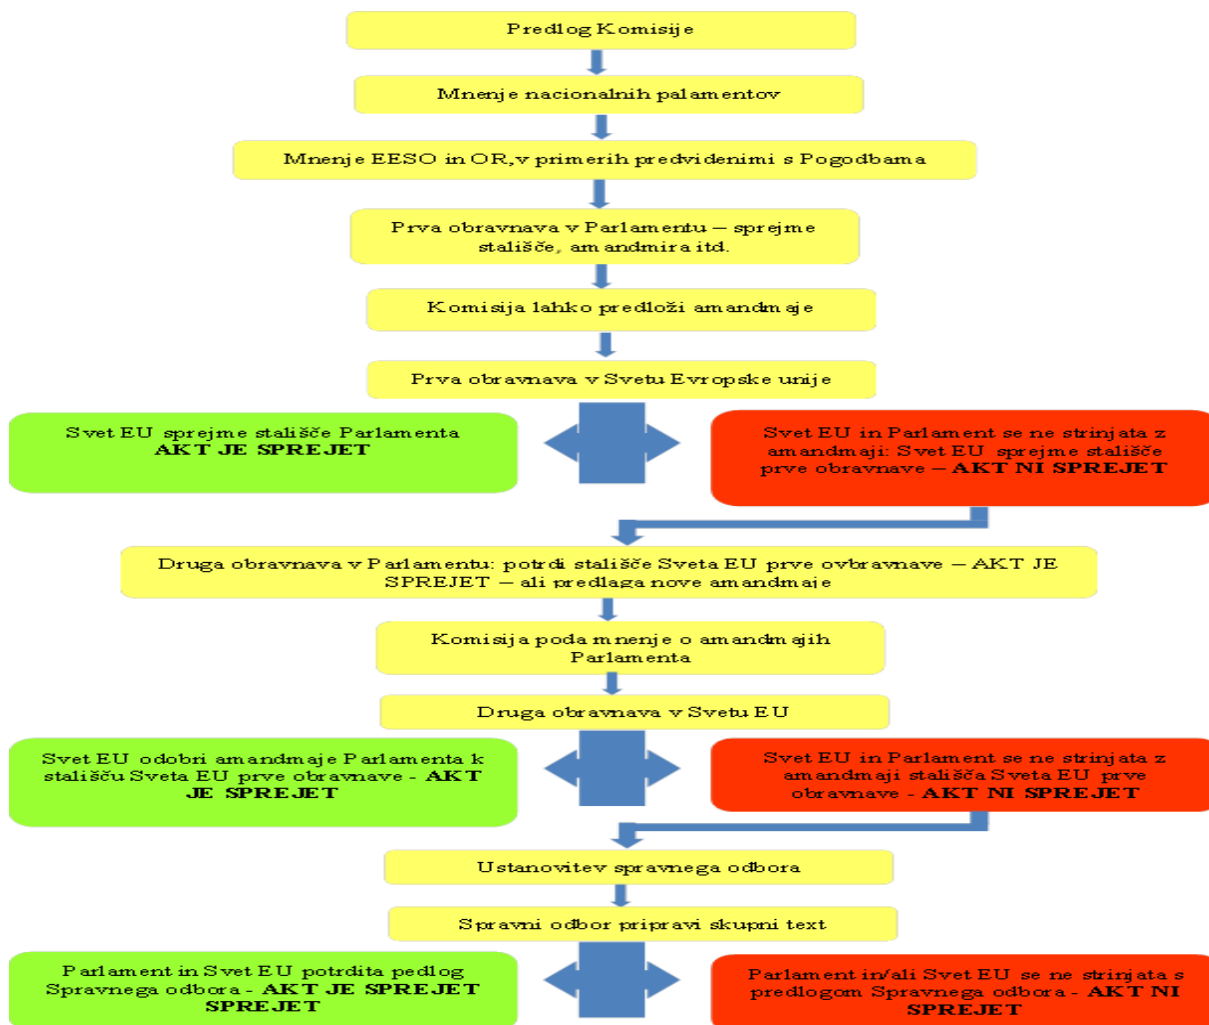 Predlog Komisije
Mnenje nacionalnih palamentov
Mnenje EESO in OR,v primerih predvidenimi s Pogodbama
Prva obravnava v Parlamentu – sprejme
stališče, amandmira itd.
Komisija lahko predloži amandmaje
Prva obravnava v Svetu Evropske unije
Svet EU sprejme stališče Parlamenta
AKT JE SPREJET
Svet EU in Parlament se ne strinjata z
amandmaji: Svet EU sprejme stališče
prve obravnave – AKT NI SPREJET
Druga obravnava v Parlamentu: potrdi stališče Sveta EU prve ovbravnave – AKT JE
SPREJET – ali predlaga nove amandmaje
Komisija poda mnenje o amandmajih
Parlamenta
Druga obravnava v Svetu EU
Svet EU odobri amandmaje Parlamenta k
stališču Sveta EU prve obravnave - AKT
JE SPREJET
Svet EU in Parlament se ne strinjata z
amandmaji stališča Sveta EU prve
obravnave - AKT NI SPREJET
Ustanovitev spravnega odbora
Spravni odbor pripravi skupni text
Parlament in Svet EU potrdita pedlog
Spravnega odbora - AKT JE SPREJET
SPREJET
Parlament in/ali Svet EU se ne strinjata s
predlogom Spravnega odbora - AKT NI
SPREJET